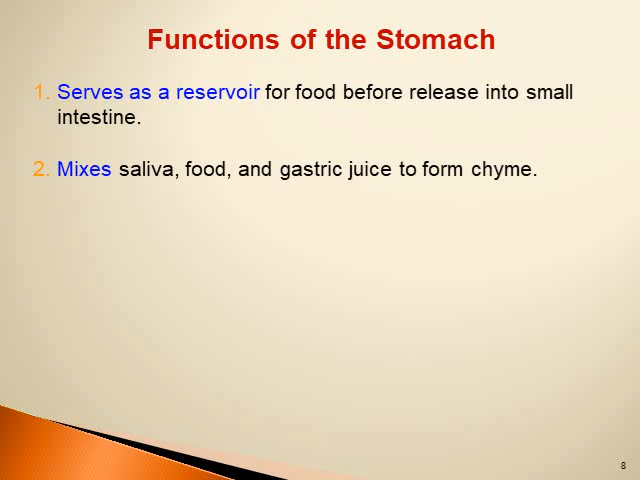 Functions of the Stomach
1. Serves as a reservoir for food before release into small
intestine.
2. Mixes saliva, food, and gastric juice to form chyme.
8